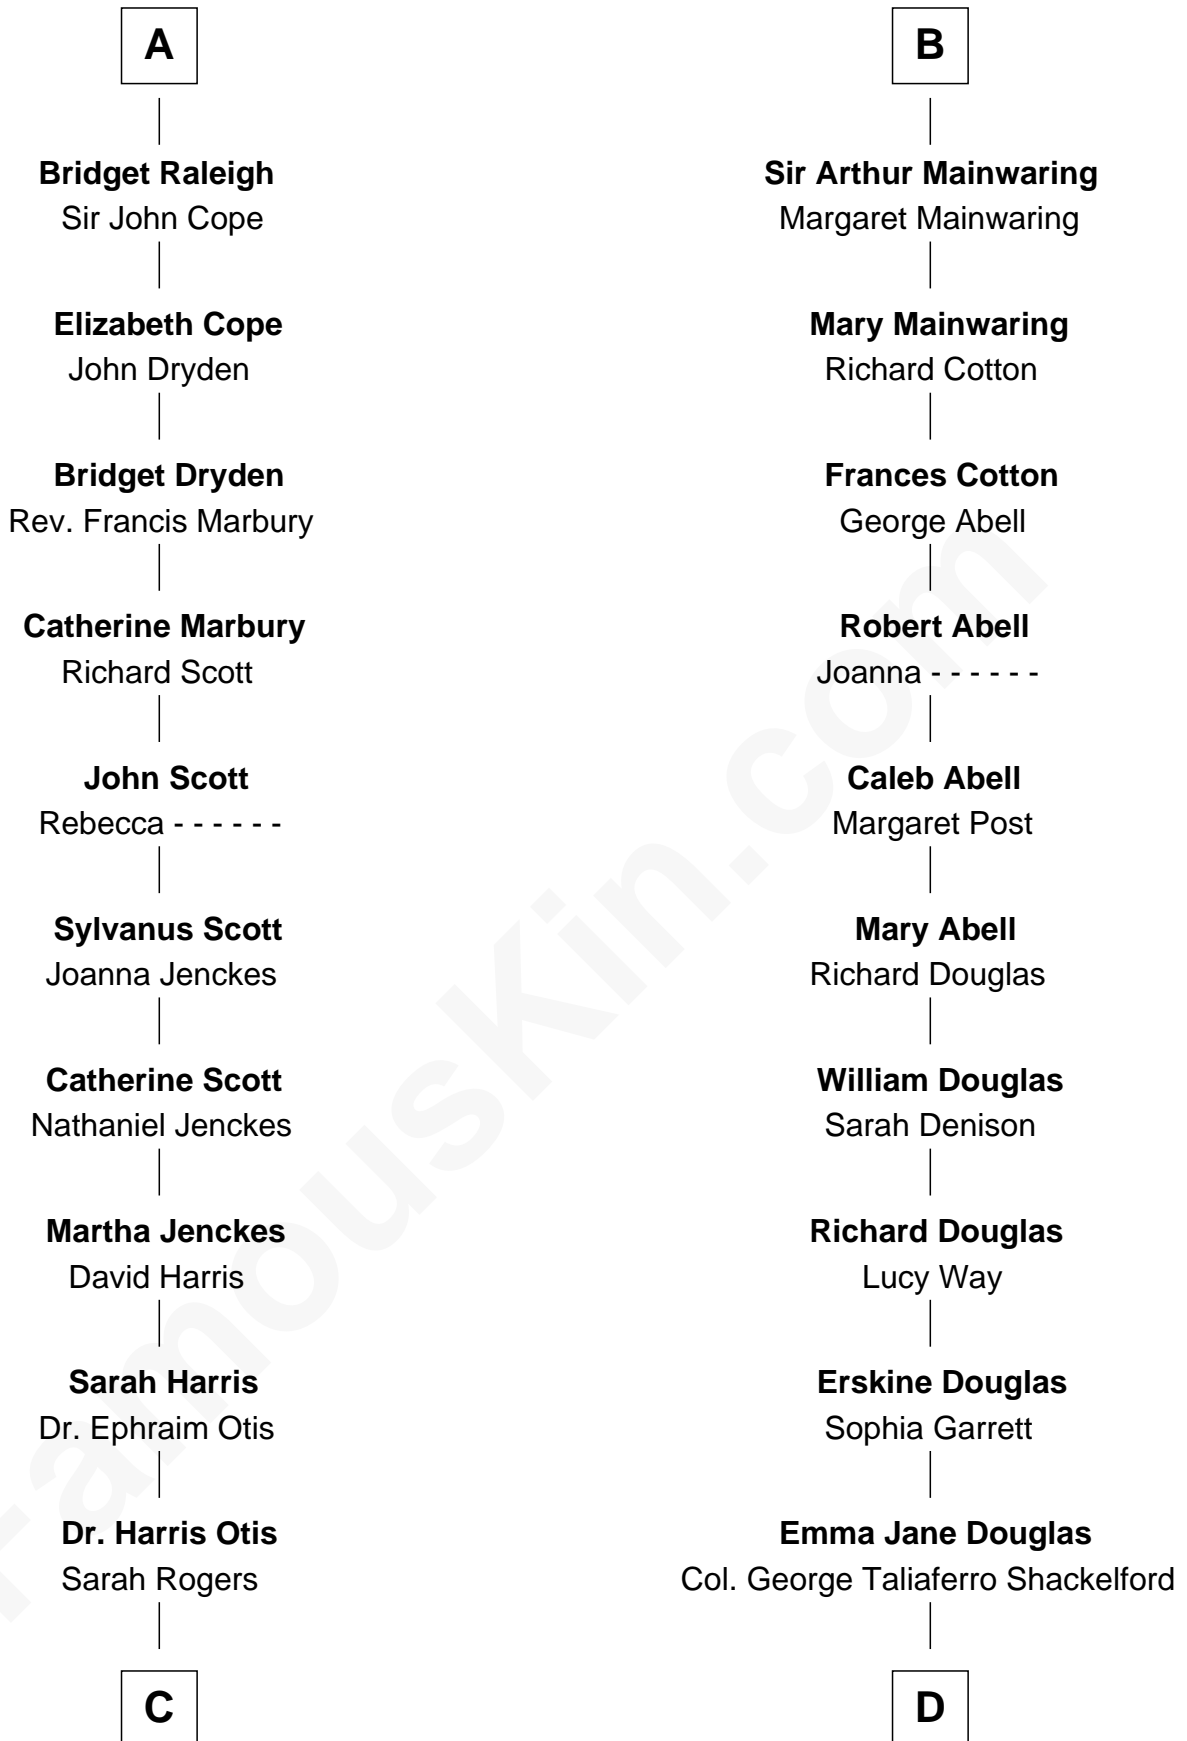 A
Bridget Raleigh
Sir John Cope
Elizabeth Cope
John Dryden
Bridget Dryden
Rev. Francis Marbury
Catherine Marbury
Richard Scott
John Scott
Rebecca - - - - - -
Sylvanus Scott
Joanna Jenckes
Catherine Scott
Nathaniel Jenckes
Martha Jenckes
David Harris
Sarah Harris
Dr. Ephraim Otis
Dr. Harris Otis
Sarah Rogers
C
B
Sir Arthur Mainwaring
Margaret Mainwaring
Mary Mainwaring
Richard Cotton
Frances Cotton
George Abell
Robert Abell
Joanna - - - - - -
Caleb Abell
Margaret Post
Mary Abell
Richard Douglas
William Douglas
Sarah Denison
Richard Douglas
Lucy Way
Erskine Douglas
Sophia Garrett
Emma Jane Douglas
Col. George Taliaferro Shackelford
D
FamousKin.com